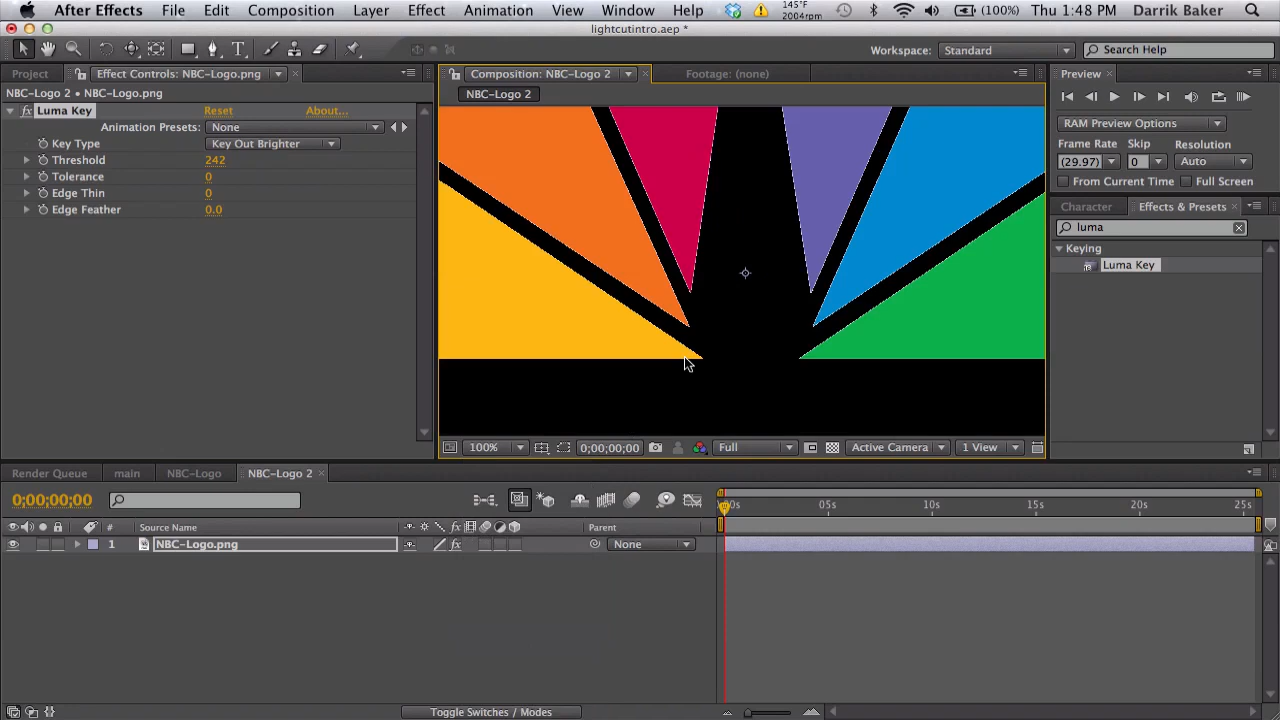 After Effects File Edit Composition Layer Effect Animation View Window Help 145°F 2004rpm (100%) Thu 1:48 PM Darrik Baker
lightcutintro.aep *
Workspace: Standard Search Help
Project Effect Controls: NBC-Logo.png Composition: NBC-Logo 2 Footage: (none) Preview
NBC-Logo 2 • NBC-Logo.png NBC-Logo 2
fx Luma Key Reset About...
Animation Presets: None
Key Type Key Out Brighter
Threshold 242
Tolerance 0
Edge Thin 0
Edge Feather 0.0
RAM Preview Options
Frame Rate Skip Resolution
(29.97) 0 Auto
From Current Time Full Screen
Character Effects & Presets
luma
Keying
Luma Key
100% 0;00;00;00 Full Active Camera 1 View
Render Queue main NBC-Logo NBC-Logo 2
0;00;00;00 05s 10s 15s 20s 25s
# Source Name fx Parent
1 NBC-Logo.png fx None
Toggle Switches / Modes